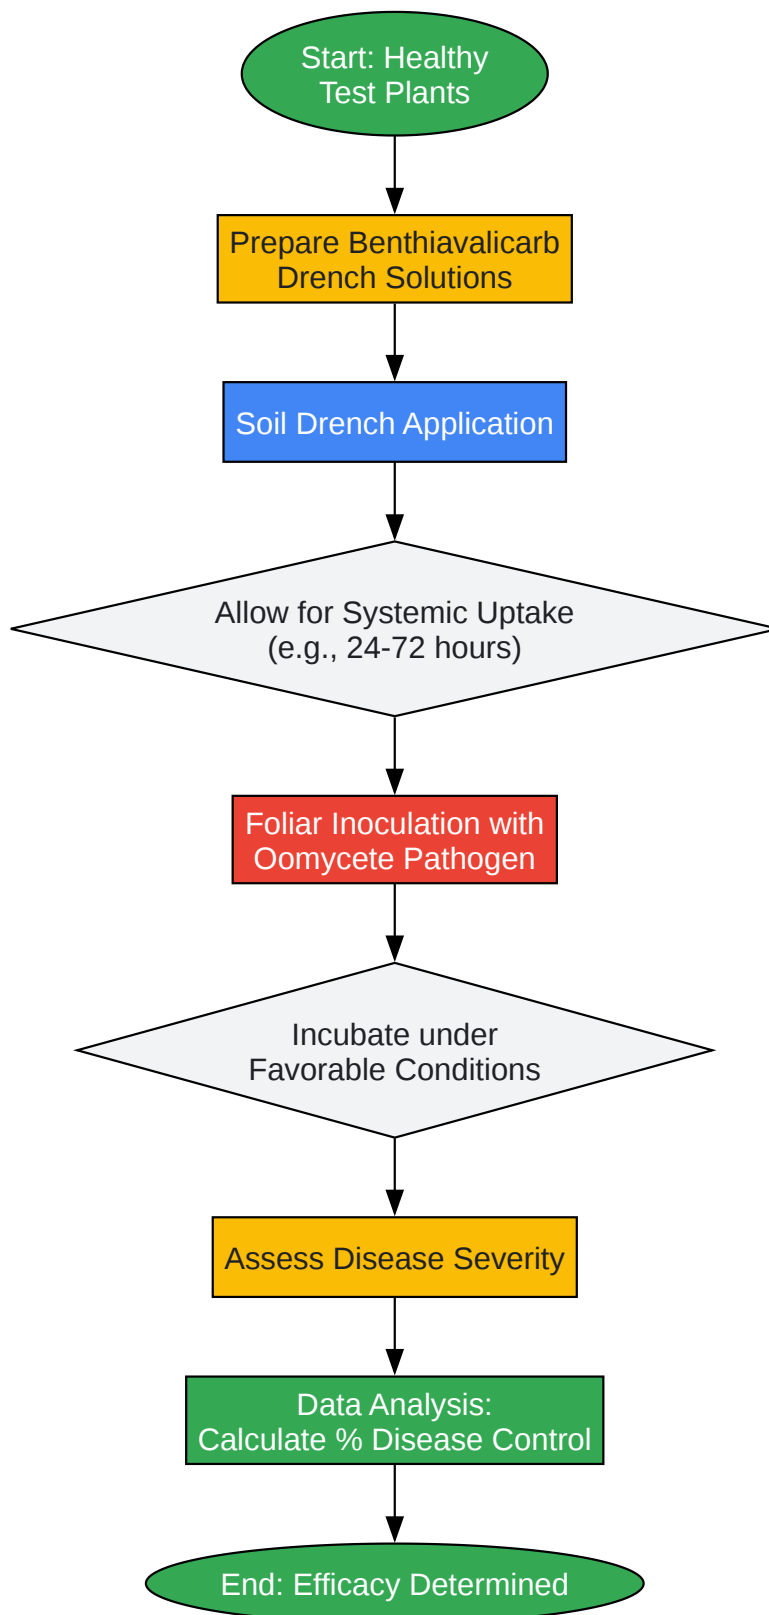 Start: Healthy
Test Plants
Prepare Benthiavalicarb
Drench Solutions
Soil Drench Application
Allow for Systemic Uptake
(e.g., 24-72 hours)
Foliar Inoculation with
Oomycete Pathogen
Incubate under
Favorable Conditions
Assess Disease Severity
Data Analysis:
Calculate % Disease Control
End: Efficacy Determined